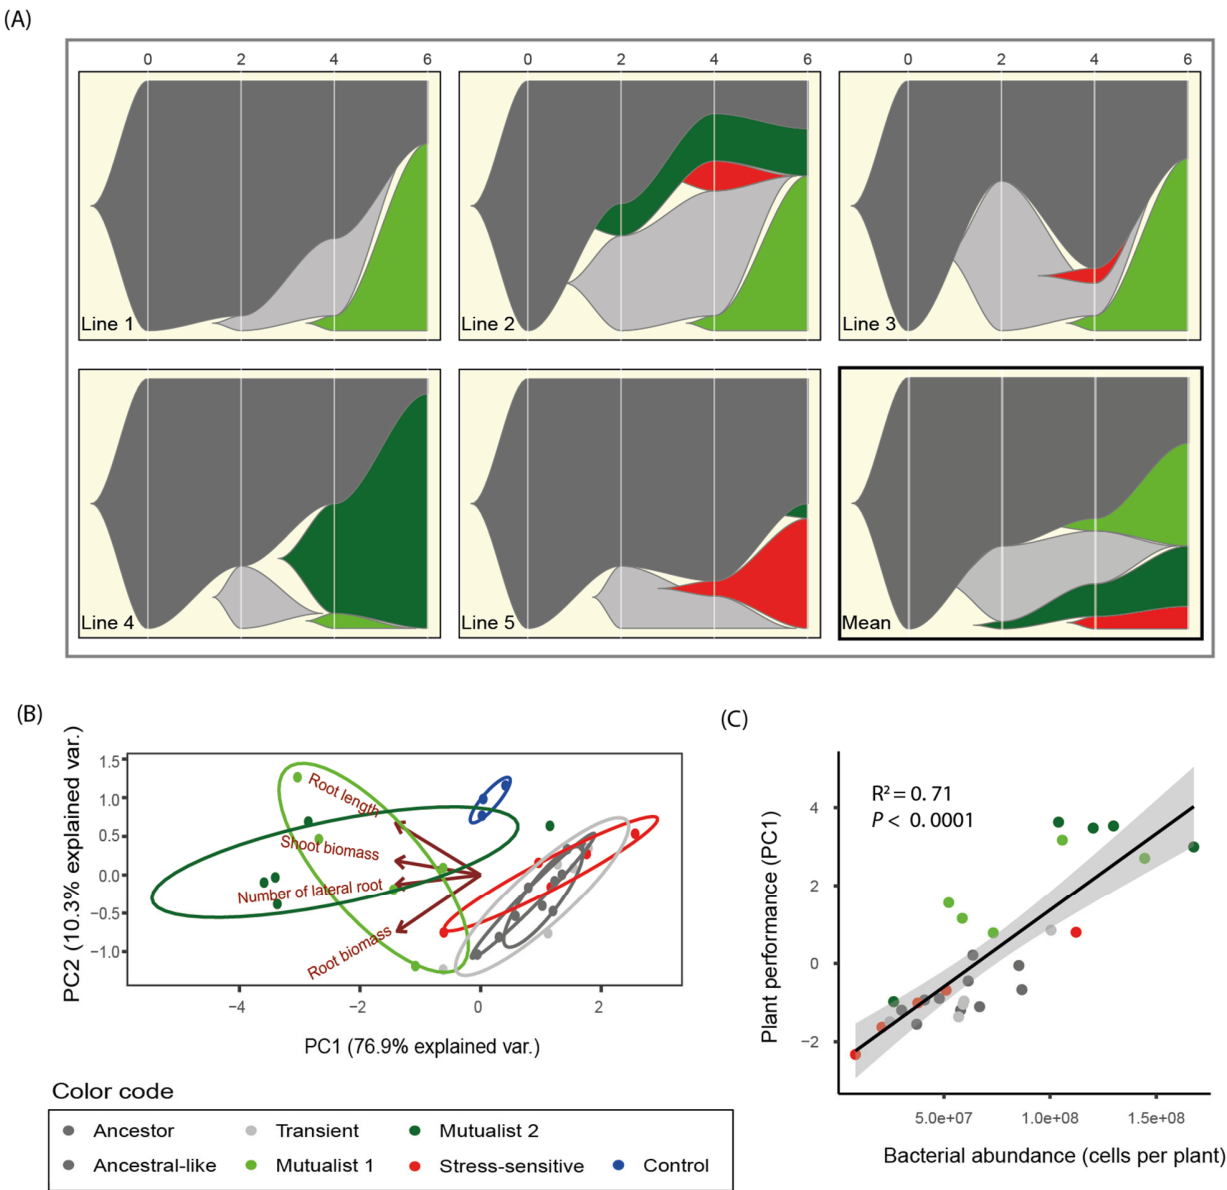 (A)
0 2 4 6 0 2 4 6 0 2 4 6
Line 1 Line 2 Line 3
Line 4 Line 5 Mean
(B)
PC2 (10.3% explained var.)
1.5
1.0
0.5
0.0
−0.5
−1.0
Root length
Shoot biomass
Number of lateral root
Root biomass
−4 −2 0 2
PC1 (76.9% explained var.)
(C)
Plant performance (PC1)
R² = 0. 71
P < 0.0001
4
2
0
−2
5.0e+07 1.0e+08 1.5e+08
Bacterial abundance (cells per plant)
Color code
Ancestor Transient Mutualist 2
Ancestral-like Mutualist 1 Stress-sensitive Control